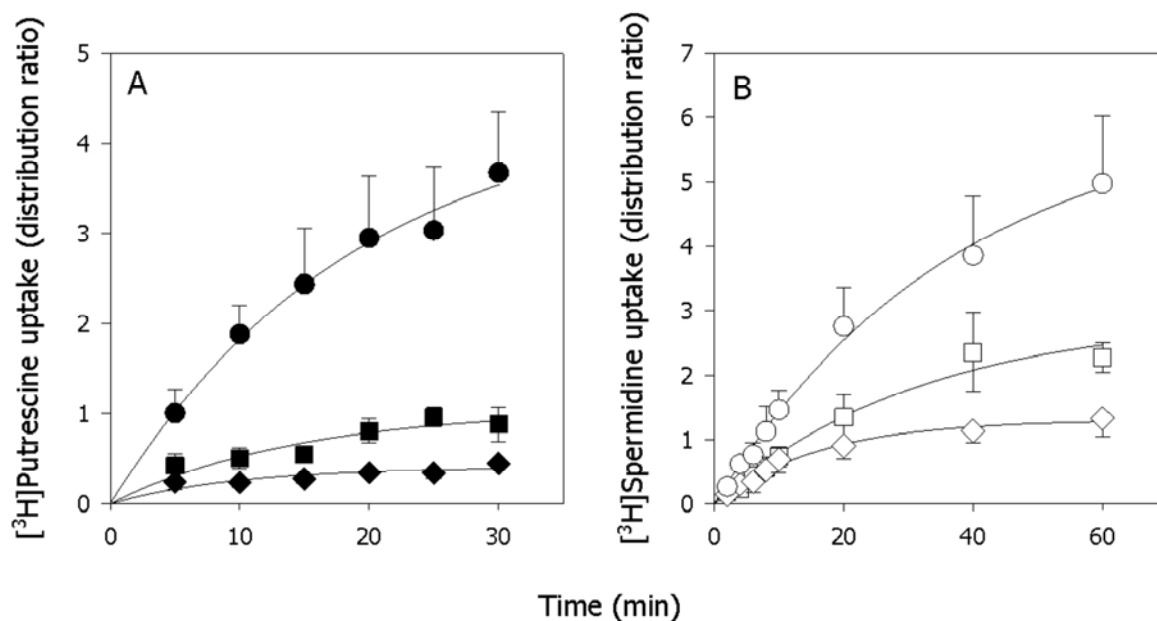 [³H]Putrescine uptake (distribution ratio)
A
5
4
3
2
1
0
0 10 20 30
[³H]Spermidine uptake (distribution ratio)
B
7
6
5
4
3
2
1
0
0 20 40 60
Time (min)